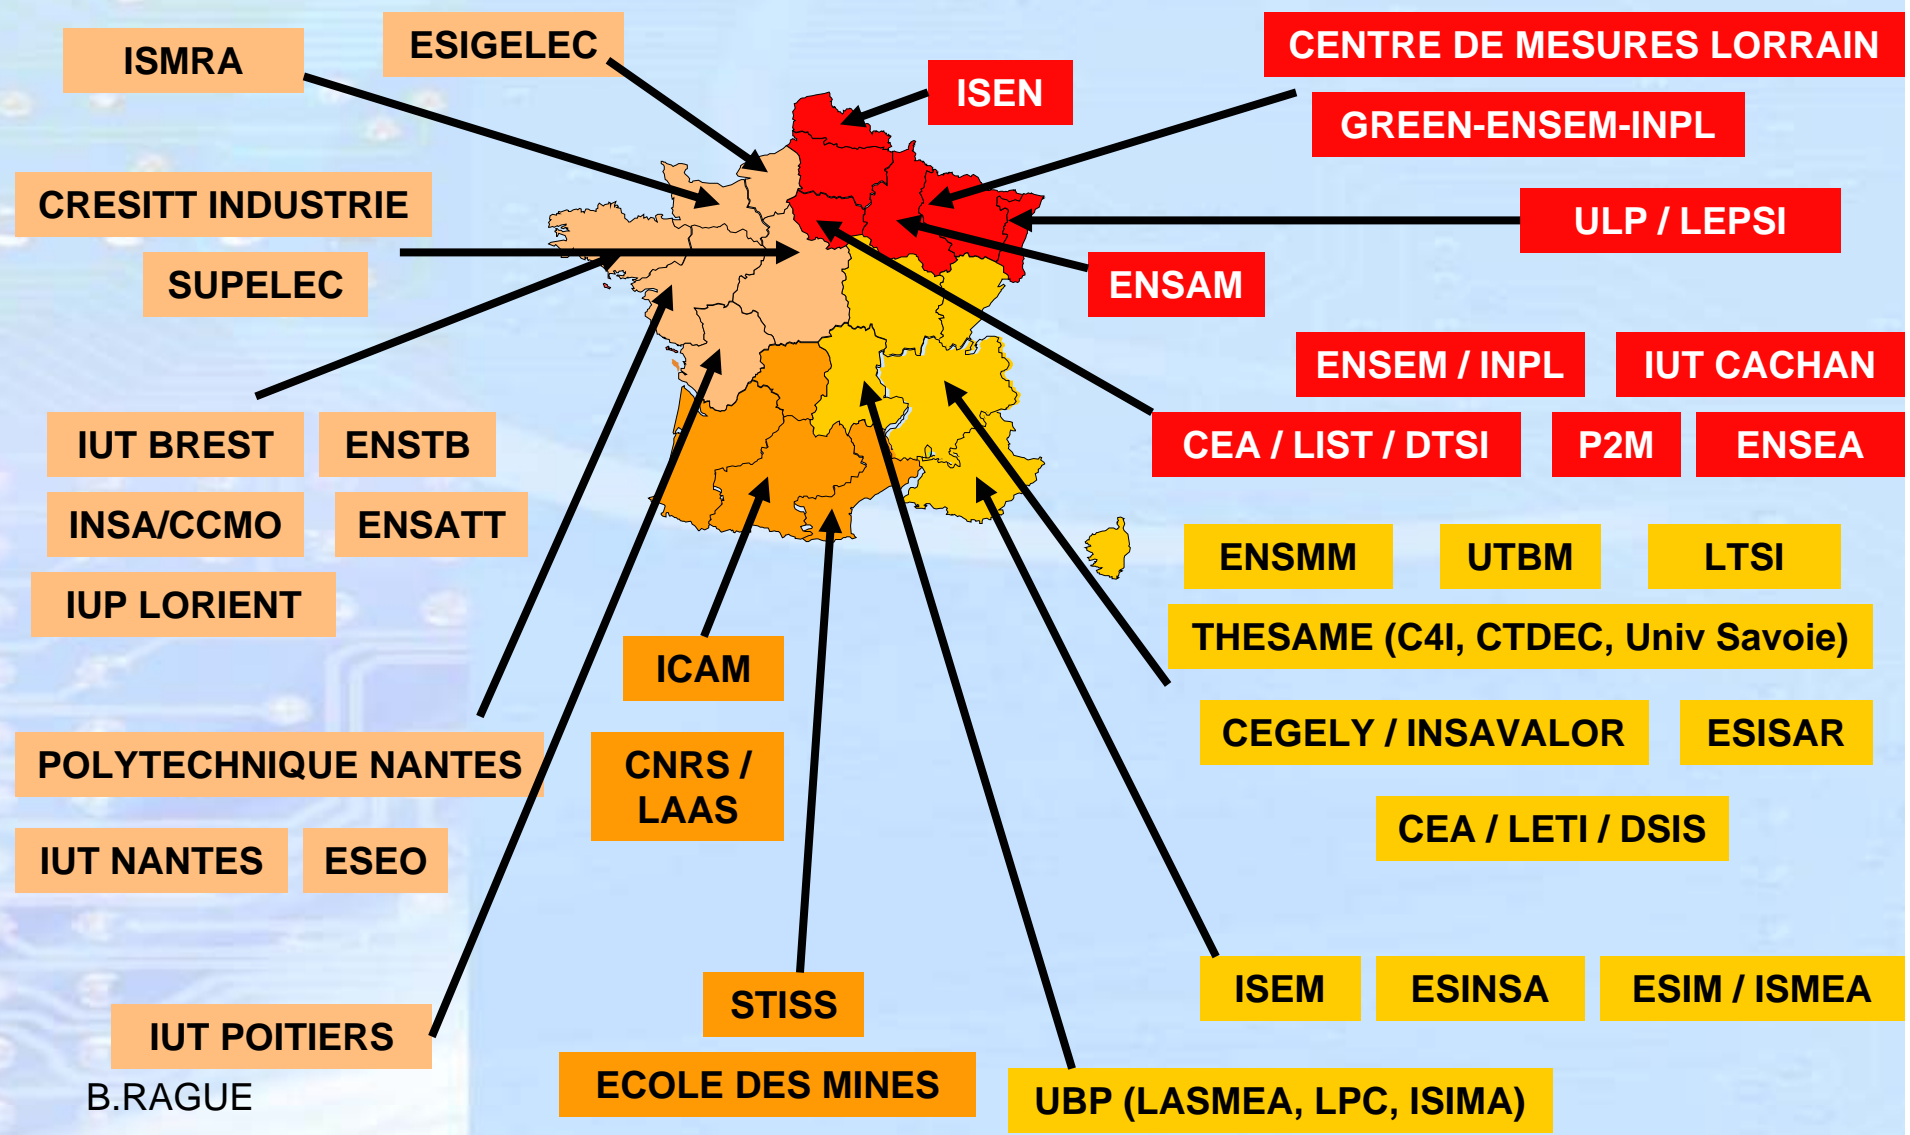 ISMRA
ESIGELEC
ISEN
CENTRE DE MESURES LORRAIN
GREEN-ENSEM-INPL
CRESITT INDUSTRIE
ULP / LEPSI
SUPELEC
ENSAM
ENSEM / INPL
IUT CACHAN
IUT BREST
ENSTB
CEA / LIST / DTSI
P2M
ENSEA
INSA/CCMO
ENSATT
ENSMM
UTBM
LTSI
IUP LORIENT
THESAME (C4I, CTDEC, Univ Savoie)
ICAM
CEGELY / INSAVALOR
ESISAR
POLYTECHNIQUE NANTES
CNRS /
LAAS
CEA / LETI / DSIS
IUT NANTES
ESEO
ISEM
ESINSA
ESIM / ISMEA
STISS
IUT POITIERS
ECOLE DES MINES
UBP (LASMEA, LPC, ISIMA)
B.RAGUE